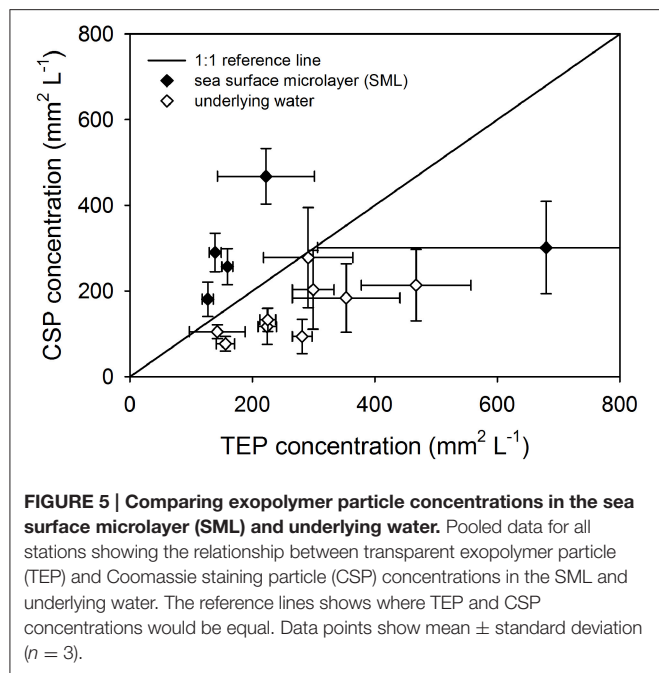 800
600
400
200
0
CSP concentration (mm² L⁻¹)
1:1 reference line
sea surface microlayer (SML)
underlying water
0 200 400 600 800
TEP concentration (mm² L⁻¹)
FIGURE 5 | Comparing exopolymer particle concentrations in the sea
surface microlayer (SML) and underlying water. Pooled data for all
stations showing the relationship between transparent exopolymer particle
(TEP) and Coomassie staining particle (CSP) concentrations in the SML and
underlying water. The reference lines shows where TEP and CSP
concentrations would be equal. Data points show mean ± standard deviation
(n = 3).